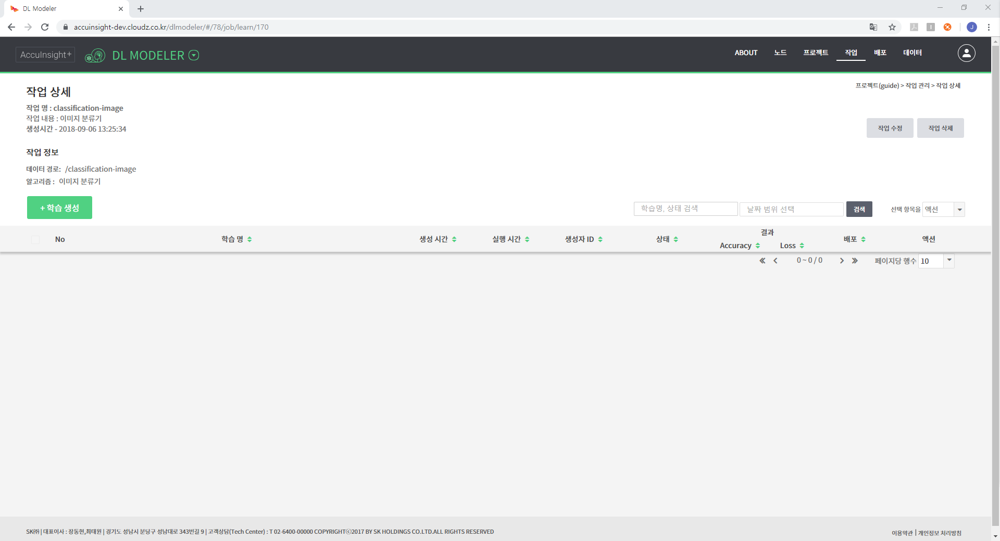 DL Modeler
accuinsight-dev.cloudz.co.kr/dlmodeler/#/78/job/learn/170
J
AccuInsight+
DL MODELER
ABOUT 노드 프로젝트 작업 배포 데이터
작업 상세
프로젝트(guide) > 작업 관리 > 작업 상세
작업 명 : classification-image
작업 내용 : 이미지 분류기
생성시간 - 2018-09-06 13:25:34
작업 수정 작업 삭제
작업 정보
데이터 경로: /classification-image
알고리즘 : 이미지 분류기
+ 학습 생성
학습명, 상태 검색 날짜 범위 선택 검색 선택 항목을 액션
No 학습 명 생성 시간 실행 시간 생성자 ID 상태 결과 배포 액션
Accuracy Loss
0 ~ 0 / 0 페이지당 행수 10
SK㈜ | 대표이사 : 장동현,최태원 | 경기도 성남시 분당구 성남대로 343번길 9 | 고객상담(Tech Center) : T 02-6400-00000 COPYRIGHTⓒ2017 BY SK HOLDINGS CO.LTD.ALL RIGHTS RESERVED
이용약관 | 개인정보 처리방침